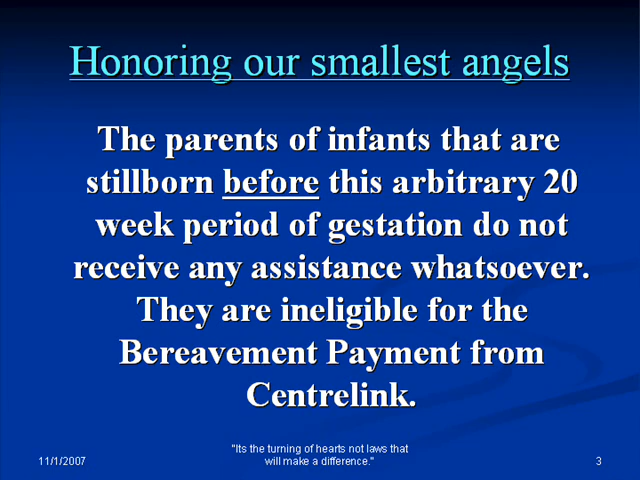 Honoring our smallest angels
The parents of infants that are
stillborn before this arbitrary 20
week period of gestation do not
receive any assistance whatsoever.
They are ineligible for the
Bereavement Payment from
Centrelink.
"Its the turning of hearts not laws that
will make a difference."
11/1/2007
3